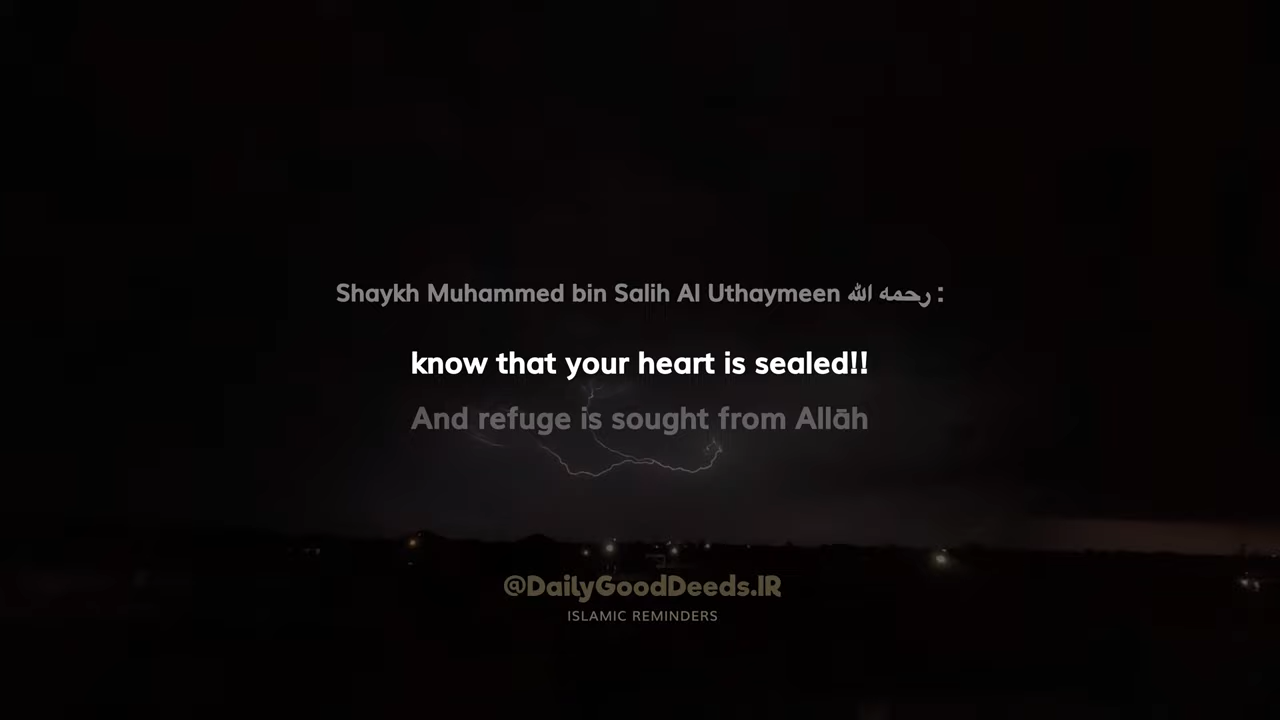 Shaykh Muhammed bin Salih Al Uthaymeen رحمه الله :
know that your heart is sealed!!
And refuge is sought from Allāh
@DailyGoodDeeds.IR
ISLAMIC REMINDERS